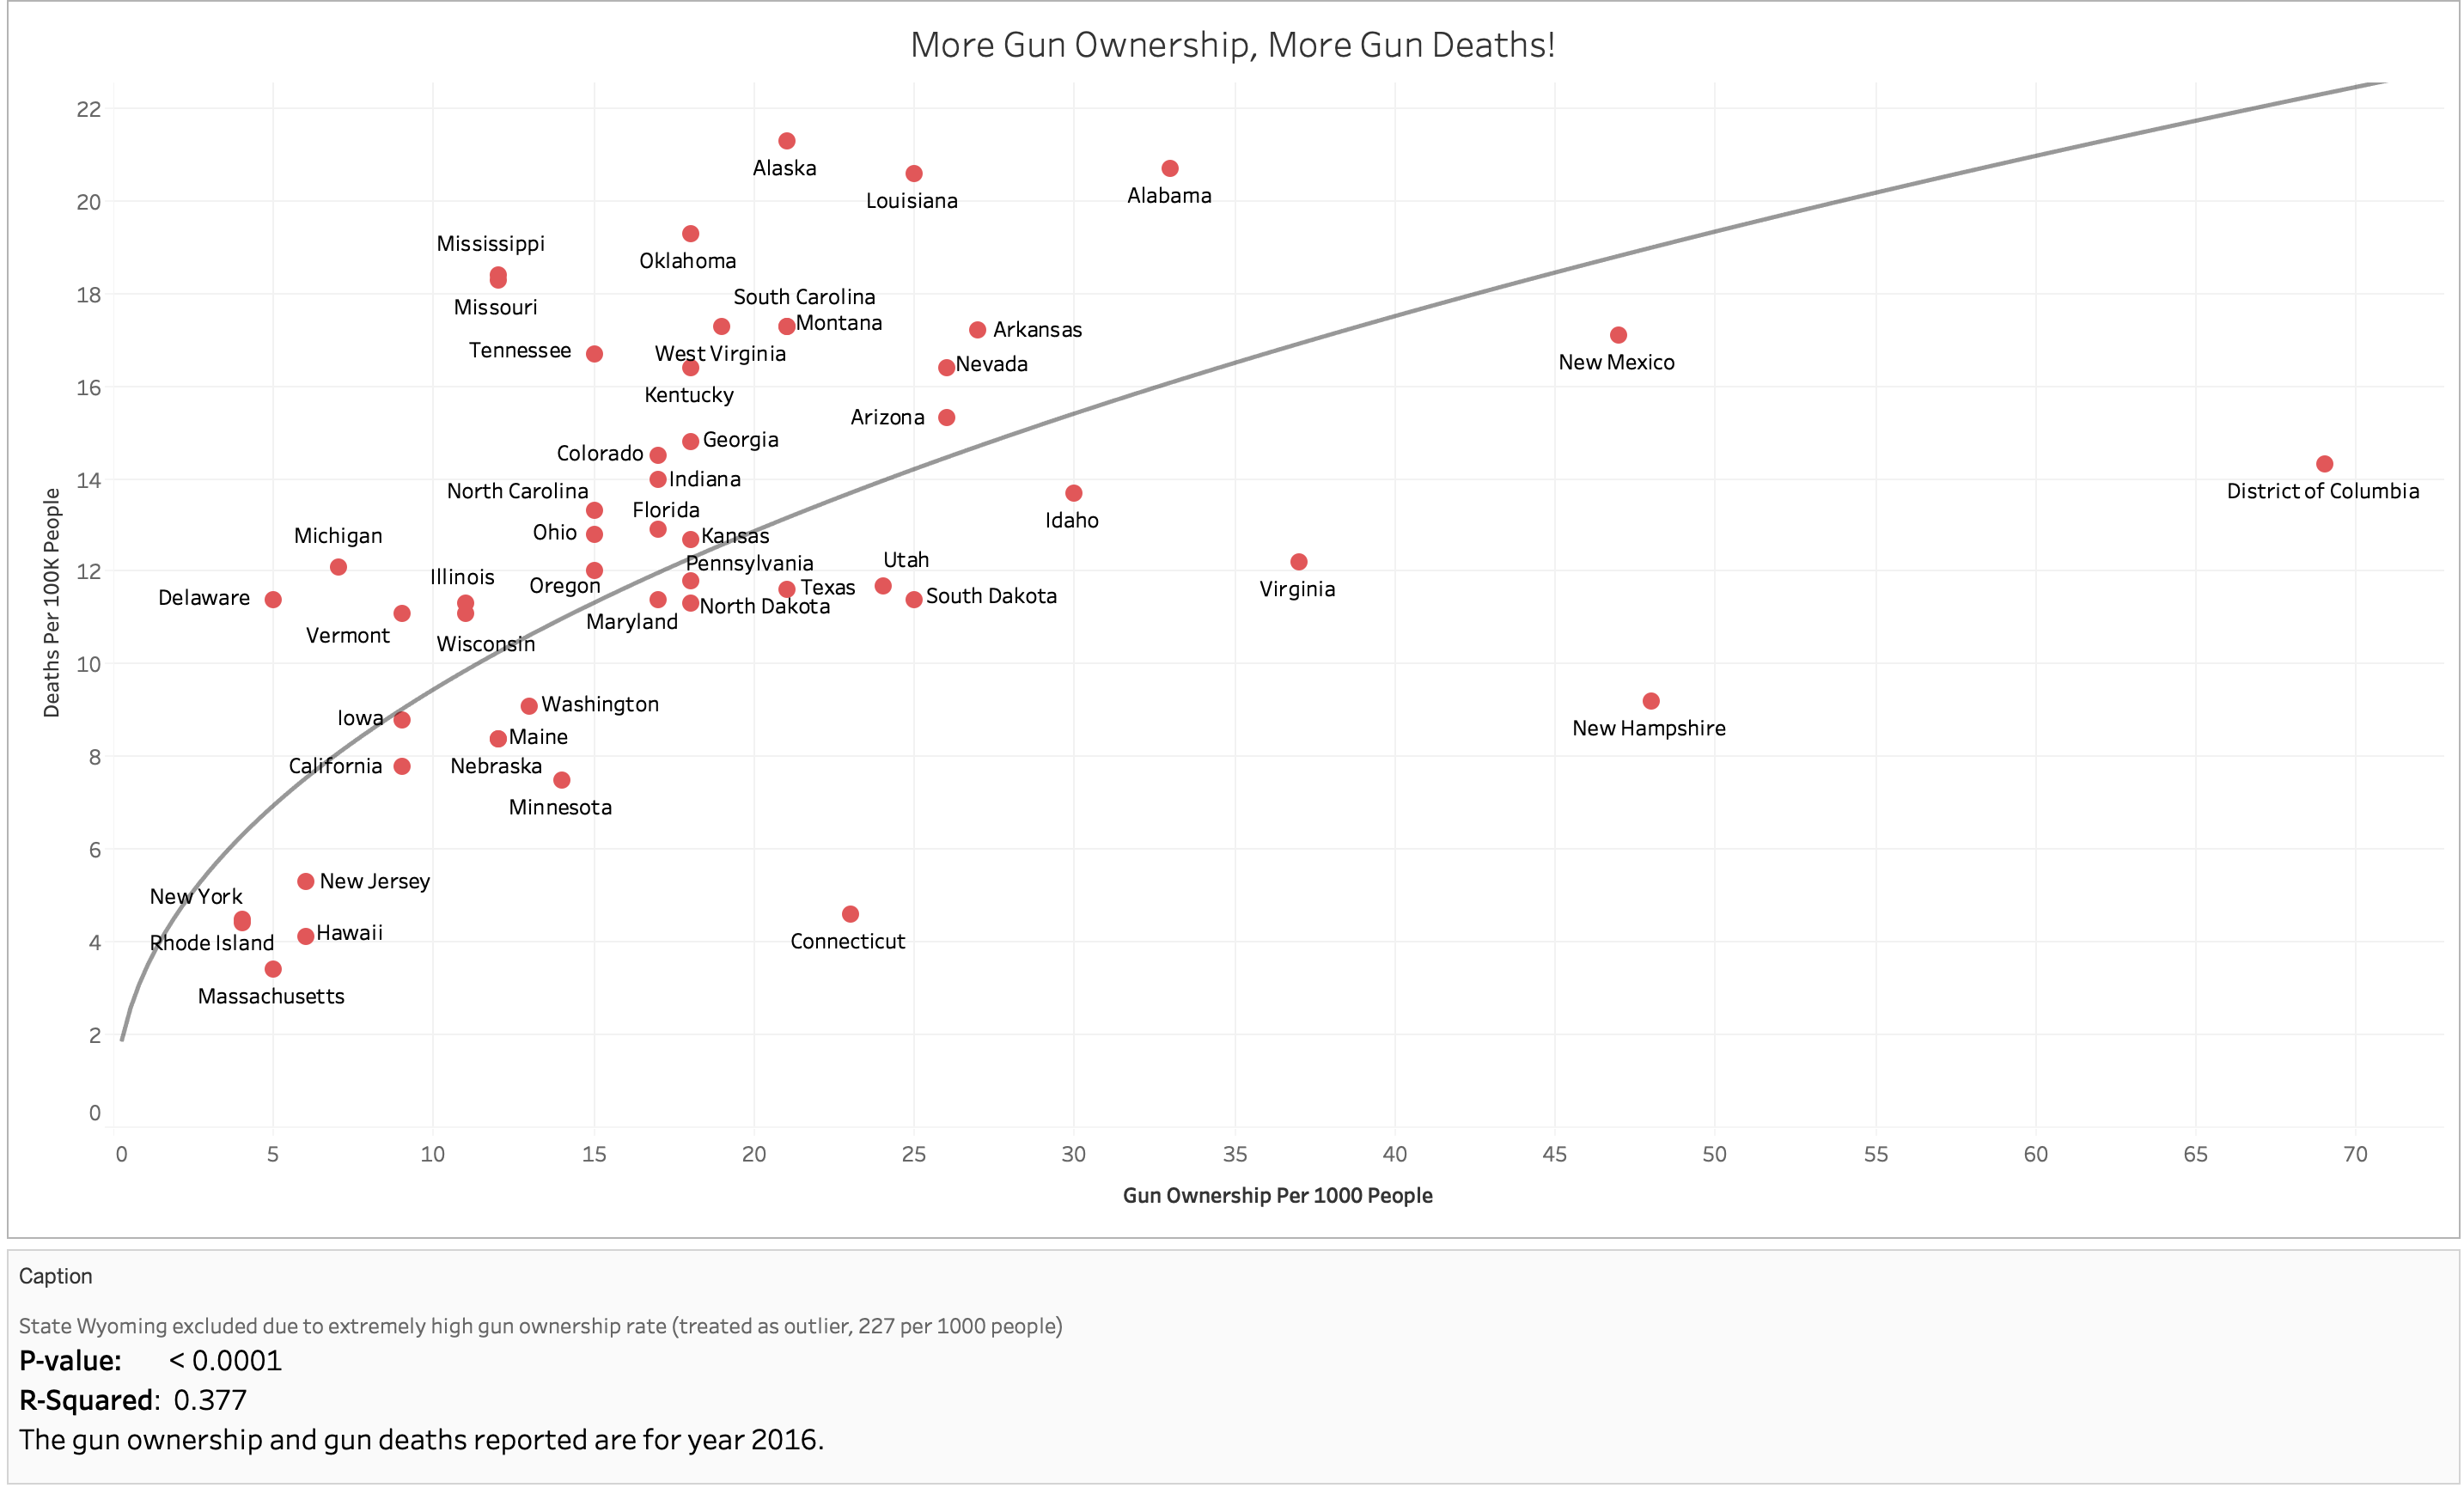 More Gun Ownership, More Gun Deaths!
22
20
18
16
14
12
10
8
6
4
2
0
Deaths Per 100K People
Alaska
Louisiana
Alabama
Mississippi
Oklahoma
Missouri
South Carolina
Montana
Arkansas
Tennessee
West Virginia
Nevada
New Mexico
Kentucky
Arizona
Georgia
Colorado
Indiana
North Carolina
District of Columbia
Florida
Idaho
Ohio
Kansas
Michigan
Pennsylvania
Utah
Illinois
Oregon
Texas
Virginia
Delaware
South Dakota
North Dakota
Maryland
Vermont
Wisconsin
Washington
Iowa
New Hampshire
Maine
California
Nebraska
Minnesota
New Jersey
New York
Hawaii
Rhode Island
Connecticut
Massachusetts
0 5 10 15 20 25 30 35 40 45 50 55 60 65 70
Gun Ownership Per 1000 People
Caption
State Wyoming excluded due to extremely high gun ownership rate (treated as outlier, 227 per 1000 people)
P-value: < 0.0001
R-Squared: 0.377
The gun ownership and gun deaths reported are for year 2016.